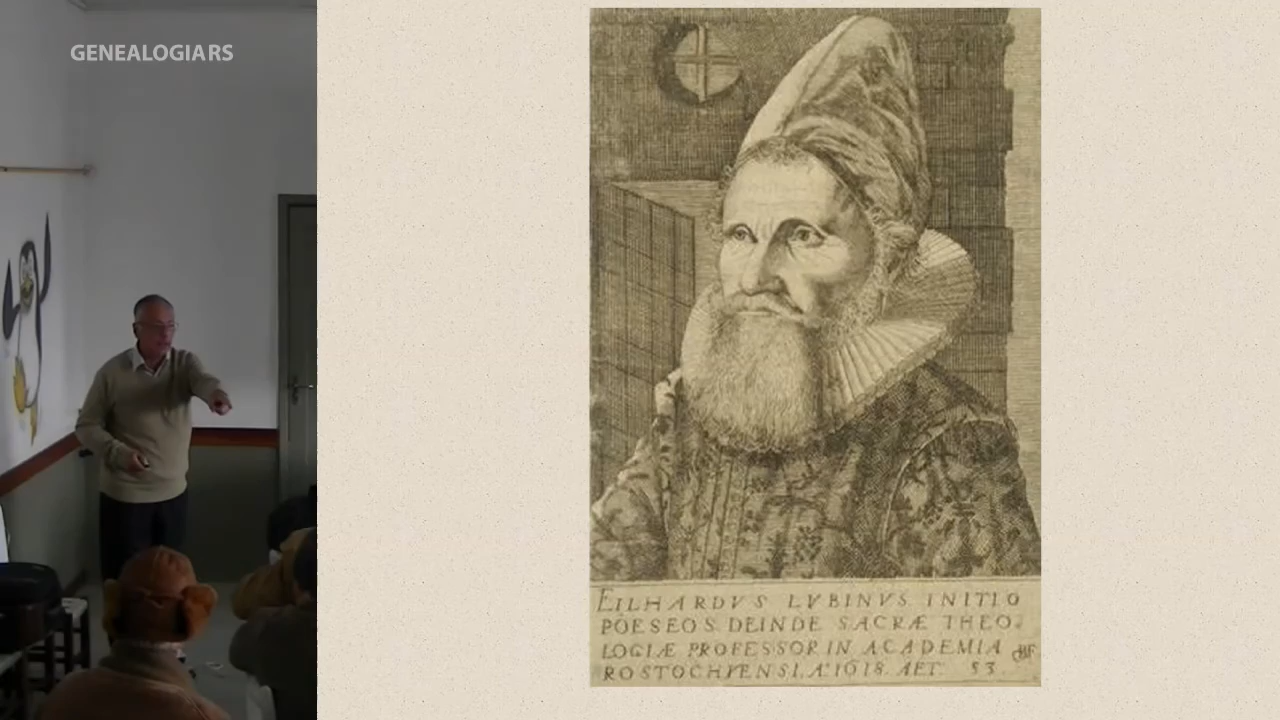 GENEALOGIARS
EILHARDVS LVBINVS INITIO
POESEOS DEINDE SACRÆ THEO.
LOGIÆ PROFESSOR IN ACADEMIA
ROSTOCHIENSI. A. 1618. AET. 53.